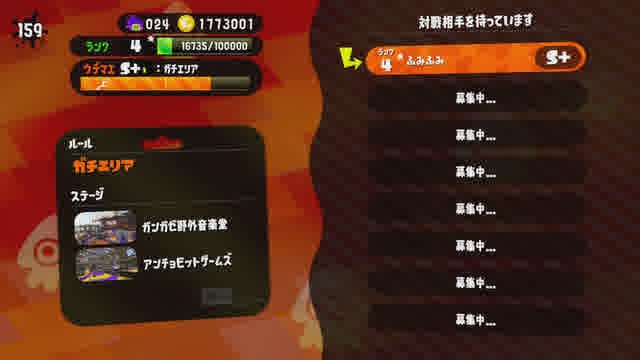 159
024
1773001
ランク 4★ 16735/100000
ウデマエ S+ : ガチエリア
ルール
ガチエリア
ステージ
ガンガゼ野外音楽堂
アンチョビットゲームズ
対戦相手を待っています
ランク 4★ ふみふみ S+
募集中...
募集中...
募集中...
募集中...
募集中...
募集中...
募集中...